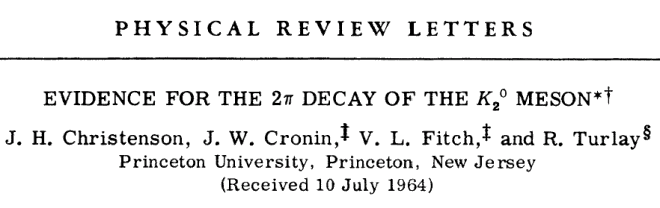 PHYSICAL REVIEW LETTERS
EVIDENCE FOR THE 2π DECAY OF THE K₂⁰ MESON*†
J. H. Christenson, J. W. Cronin,‡ V. L. Fitch,‡ and R. Turlay§
Princeton University, Princeton, New Jersey
(Received 10 July 1964)